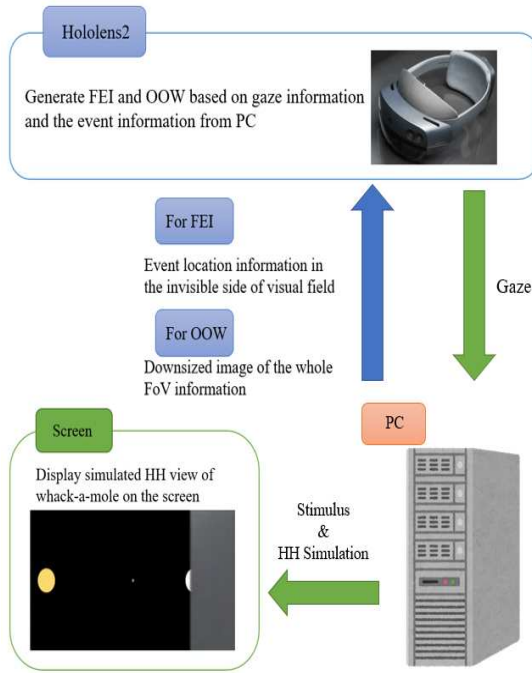 Hololens2
Generate FEI and OOW based on gaze information
and the event information from PC
For FEI
Event location information in
the invisible side of visual field
For OOW
Downsized image of the whole
FoV information
Gaze
PC
Screen
Display simulated HH view of
whack-a-mole on the screen
Stimulus
&
HH Simulation